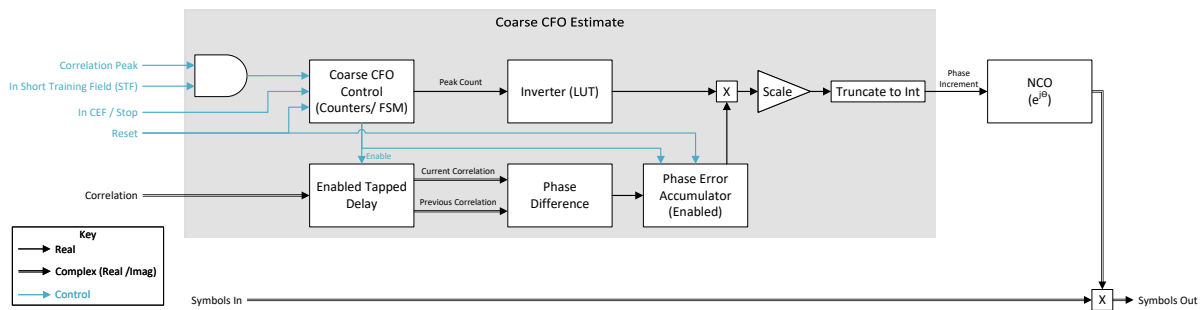 Coarse CFO Estimate
Correlation Peak
In Short Training Field (STF)
In CEF / Stop
Reset
Coarse CFO
Control
(Counters/ FSM)
Peak Count
Inverter (LUT)
X
Scale
Truncate to Int
Phase
Increment
NCO
(e^jθ)
Enable
Correlation
Enabled Tapped
Delay
Current Correlation
Previous Correlation
Phase
Difference
Phase Error
Accumulator
(Enabled)
Key
Real
Complex (Real /Imag)
Control
Symbols In
X
Symbols Out